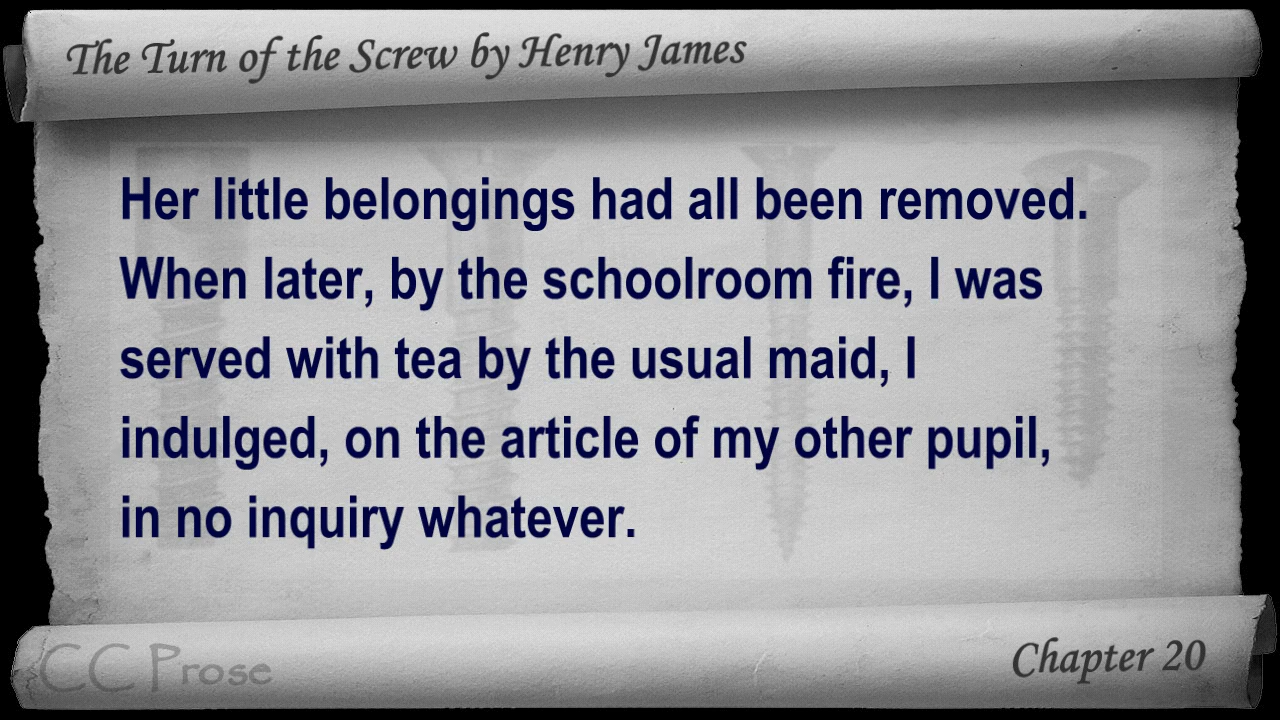 The Turn of the Screw by Henry James
Her little belongings had all been removed.
When later, by the schoolroom fire, I was
served with tea by the usual maid, I
indulged, on the article of my other pupil,
in no inquiry whatever.
CC Prose
Chapter 20